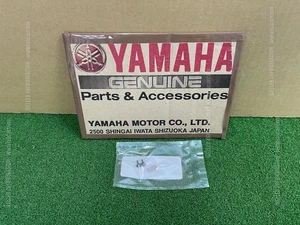 YAMAHA
GENUINE
Parts & Accessories
YAMAHA MOTOR CO., LTD.
2500 SHINGAI IWATA SHIZUOKA JAPAN